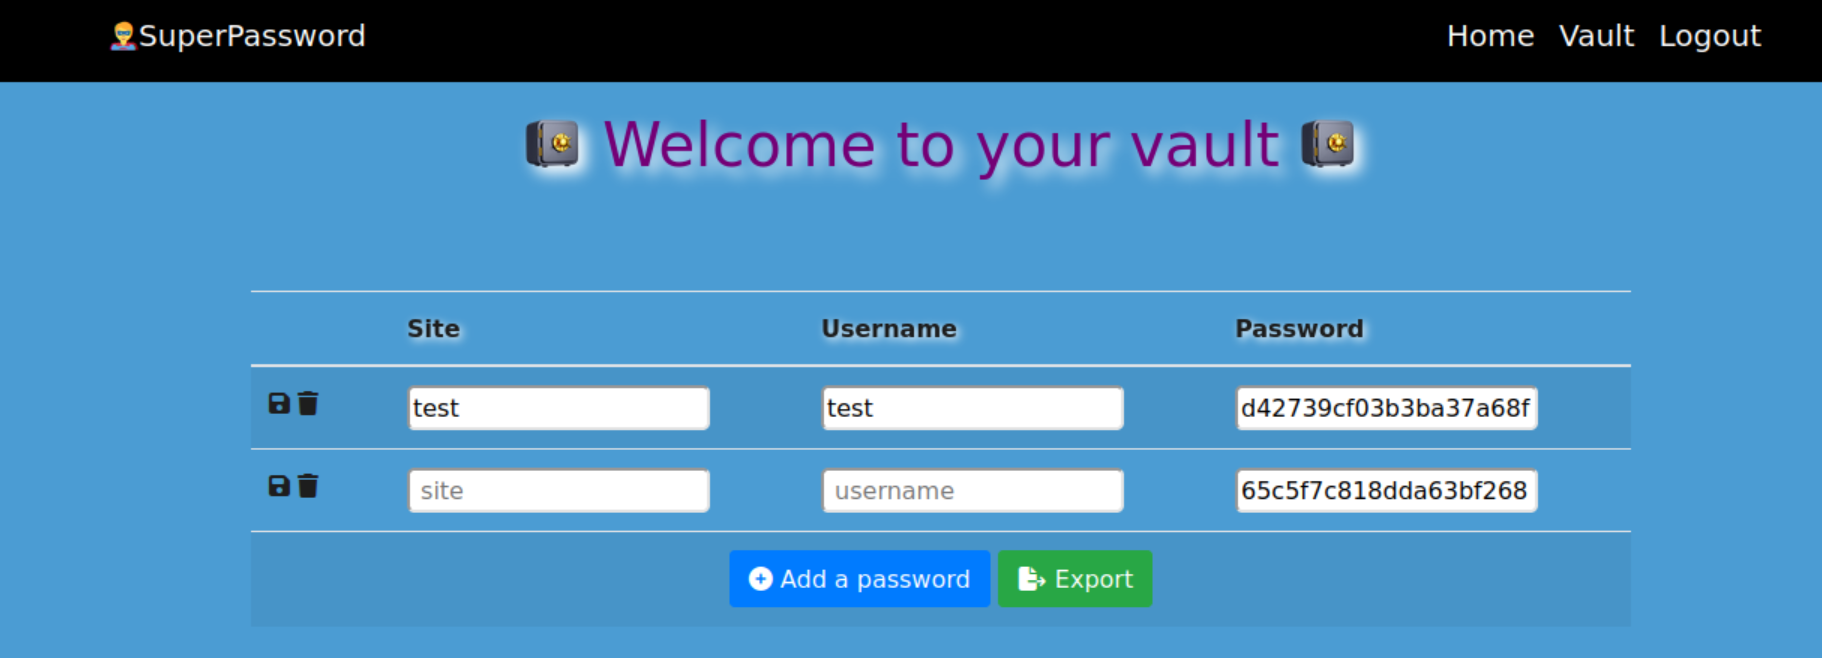 SuperPassword Home Vault Logout
Welcome to your vault
Site Username Password
test test d42739cf03b3ba37a68f
site username 65c5f7c818dda63bf268
Add a password Export